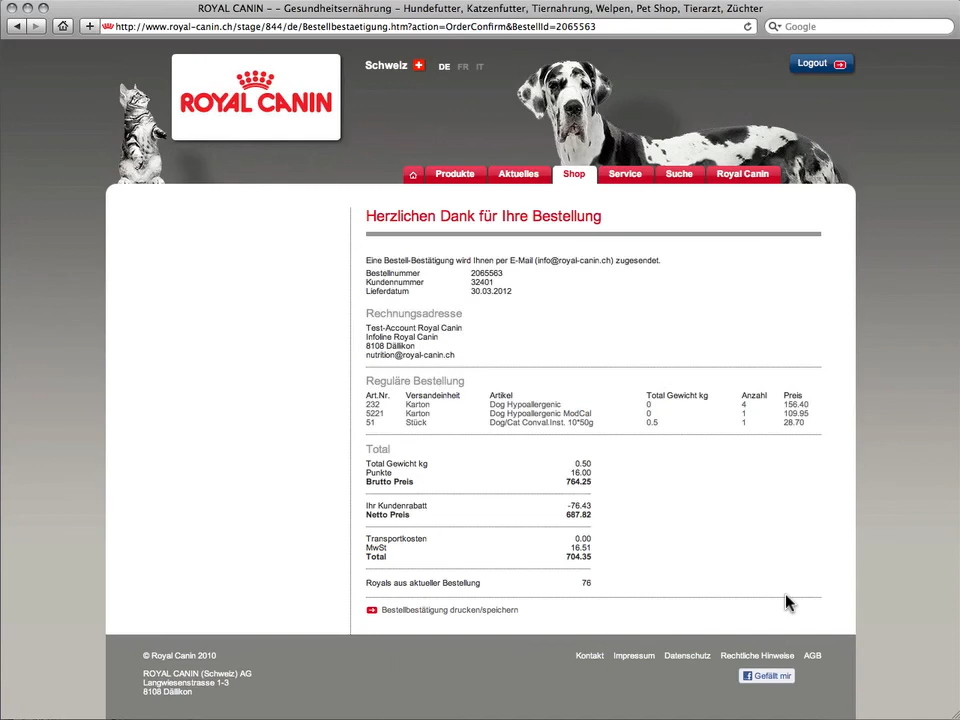 ROYAL CANIN – - Gesundheitsernährung - Hundefutter, Katzenfutter, Tiernahrung, Welpen, Pet Shop, Tierarzt, Züchter
http://www.royal-canin.ch/stage/844/de/Bestellbestaetigung.htm?action=OrderConfirm&BestellId=2065563
Google
ROYAL CANIN
Schweiz DE FR IT
Logout
Produkte Aktuelles Shop Service Suche Royal Canin
Herzlichen Dank für Ihre Bestellung
Eine Bestell-Bestätigung wird Ihnen per E-Mail (info@royal-canin.ch) zugesendet.
Bestellnummer 2065563
Kundennummer 32401
Lieferdatum 30.03.2012
Rechnungsadresse
Test-Account Royal Canin
Infoline Royal Canin
8108 Dällikon
nutrition@royal-canin.ch
Reguläre Bestellung
Art.Nr. Versandeinheit Artikel Total Gewicht kg Anzahl Preis
232 Karton Dog Hypoallergenic 0 4 156.40
5221 Karton Dog Hypoallergenic ModCal 0 1 109.95
51 Stück Dog/Cat Conval.Inst. 10*50g 0.5 1 28.70
Total
Total Gewicht kg 0.50
Punkte 16.00
Brutto Preis 764.25
Ihr Kundenrabatt -76.43
Netto Preis 687.82
Transportkosten 0.00
MwSt 16.51
Total 704.35
Royals aus aktueller Bestellung 76
Bestellbestätigung drucken/speichern
© Royal Canin 2010
Kontakt Impressum Datenschutz Rechtliche Hinweise AGB
ROYAL CANIN (Schweiz) AG
Langwiesenstrasse 1-3
8108 Dällikon
Gefällt mir